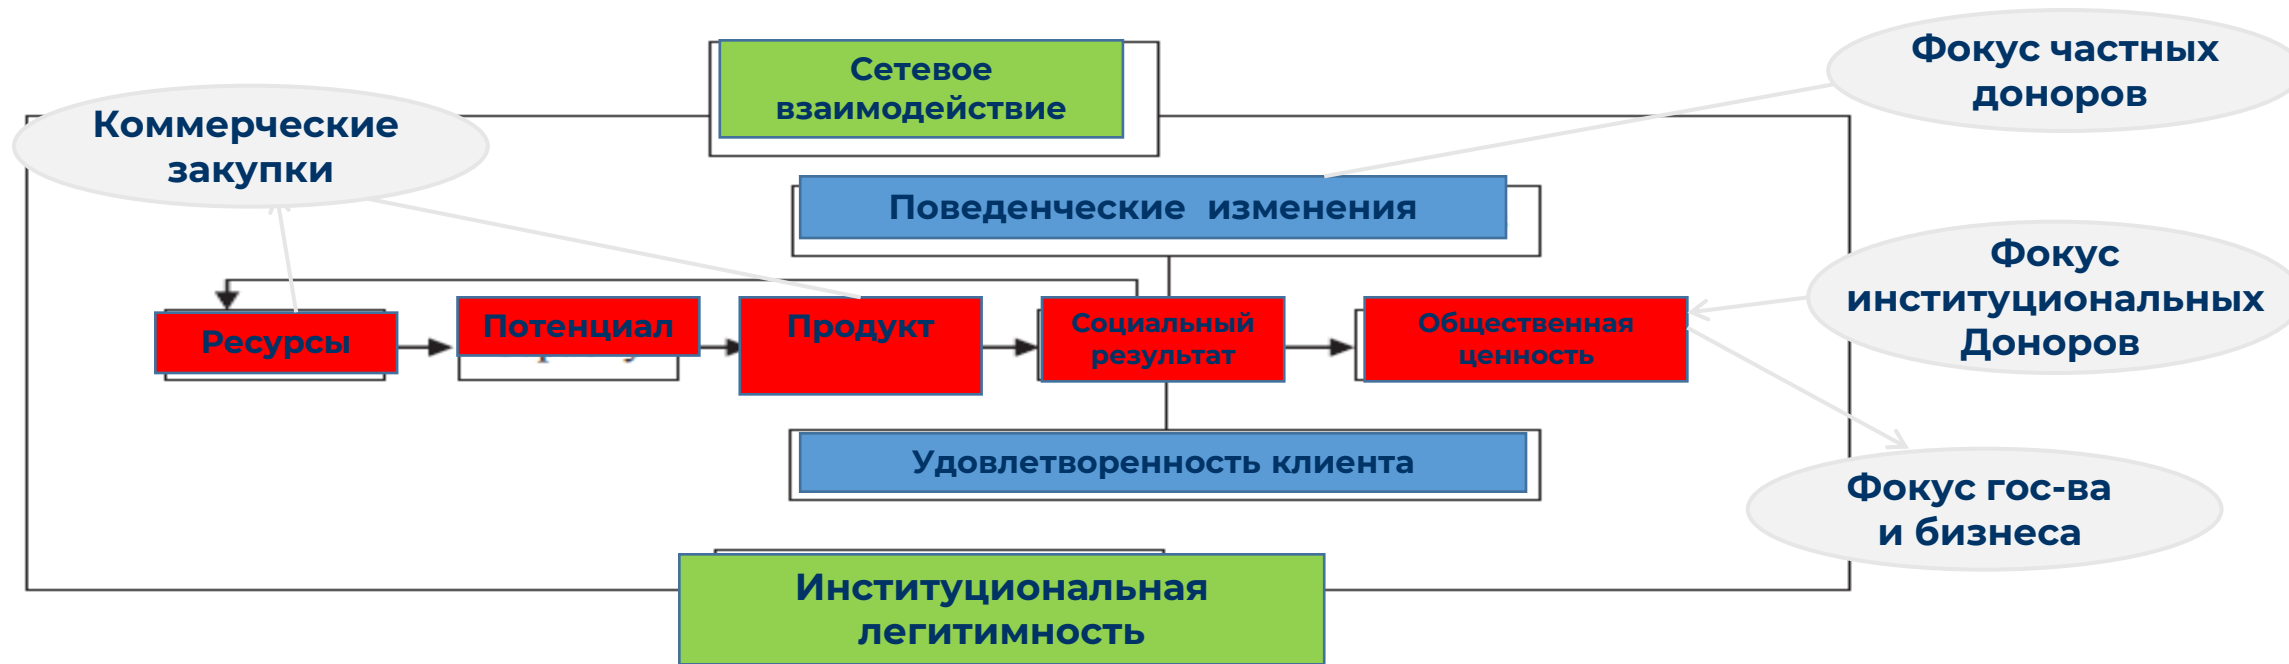 Сетевое
взаимодействие
Фокус частных
доноров
Коммерческие
закупки
Поведенческие изменения
Фокус
институциональных
Доноров
Ресурсы
Потенциал
Продукт
Социальный
результат
Общественная
ценность
Удовлетворенность клиента
Фокус гос-ва
и бизнеса
Институциональная
легитимность